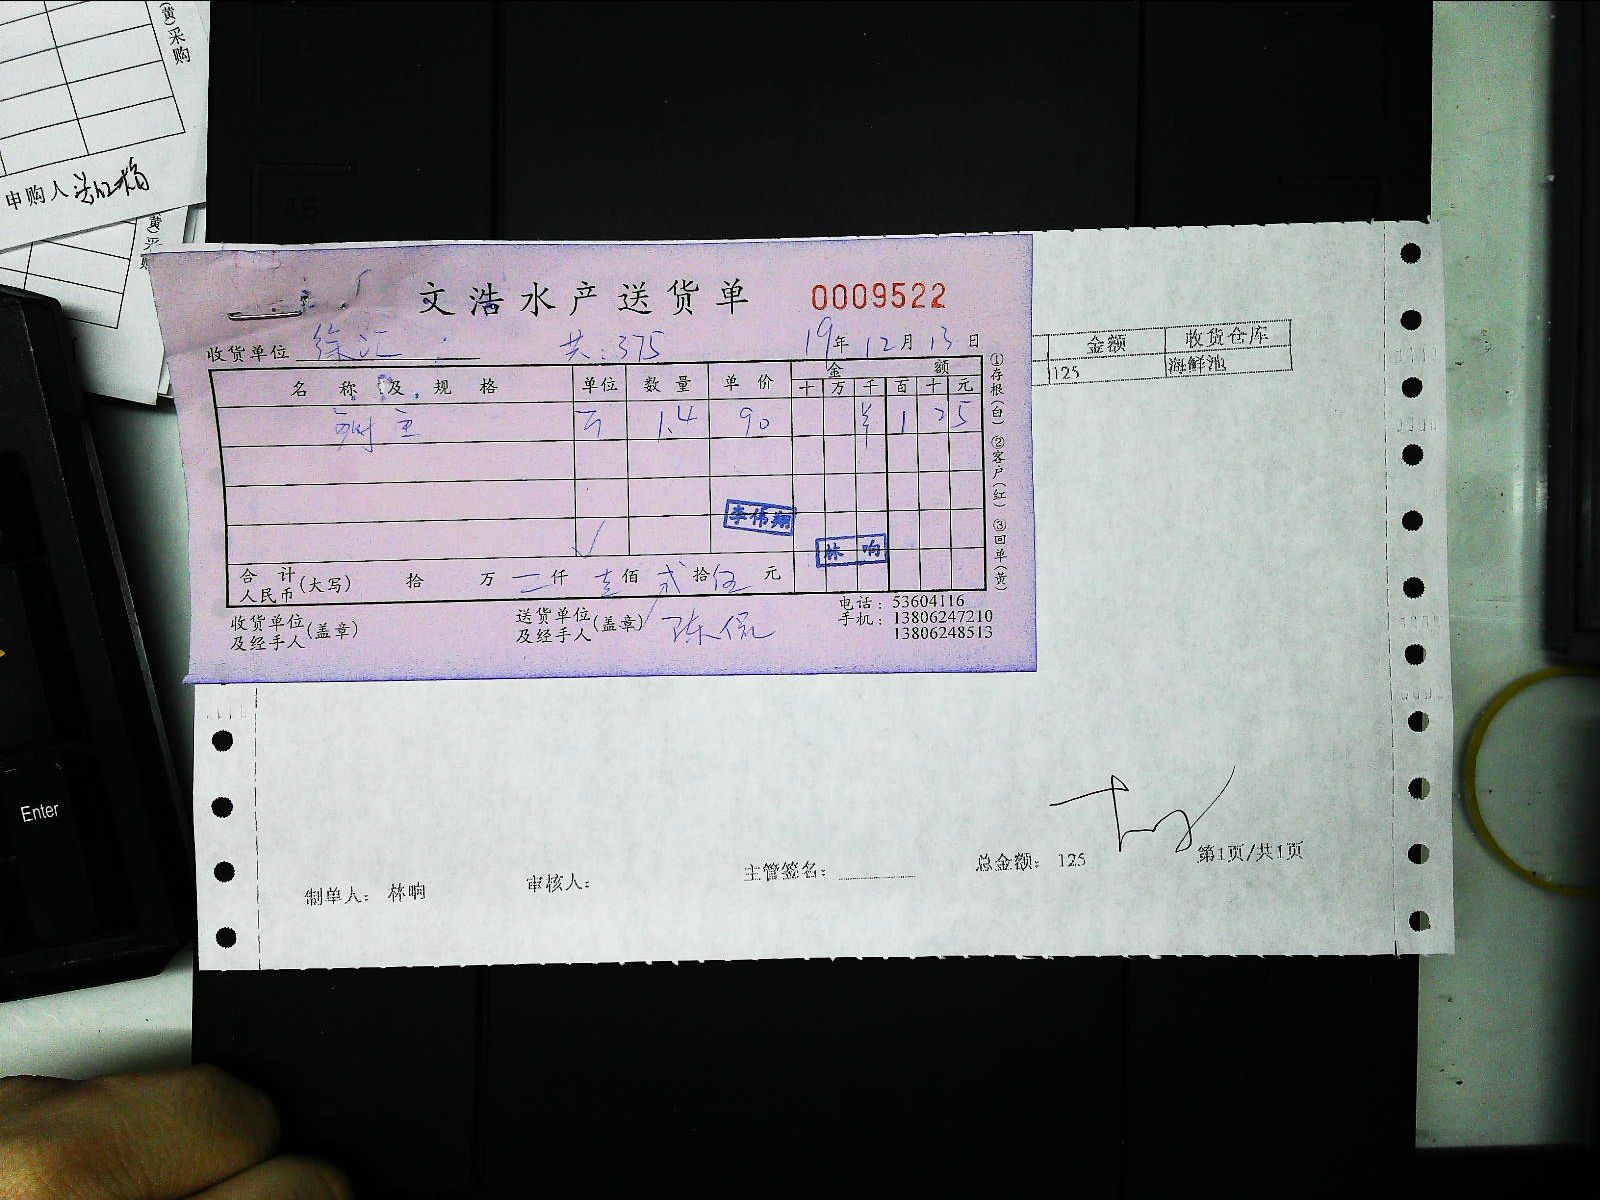 (黄)采购
申购人
文浩水产送货单 0009522
收货单位 徐汇 共:375 19年12月13日
名称及规格 单位 数量 单价 金额
十 万 千 百 十 元
斤 1.4 90 ¥ 1 2 5
李伟翔
林响
合计
人民币(大写) 拾 万 仟 壹佰 贰拾 伍元
收货单位
及经手人(盖章)
送货单位
及经手人(盖章) 陈
电话:53604116
手机:13806247210
13806248513
①存根(白) ②客户(红) ③回单(黄)
金额 收货仓库
125 海鲜池
制单人: 林响 审核人: 主管签名: 总金额: 125 第1页/共1页
Enter